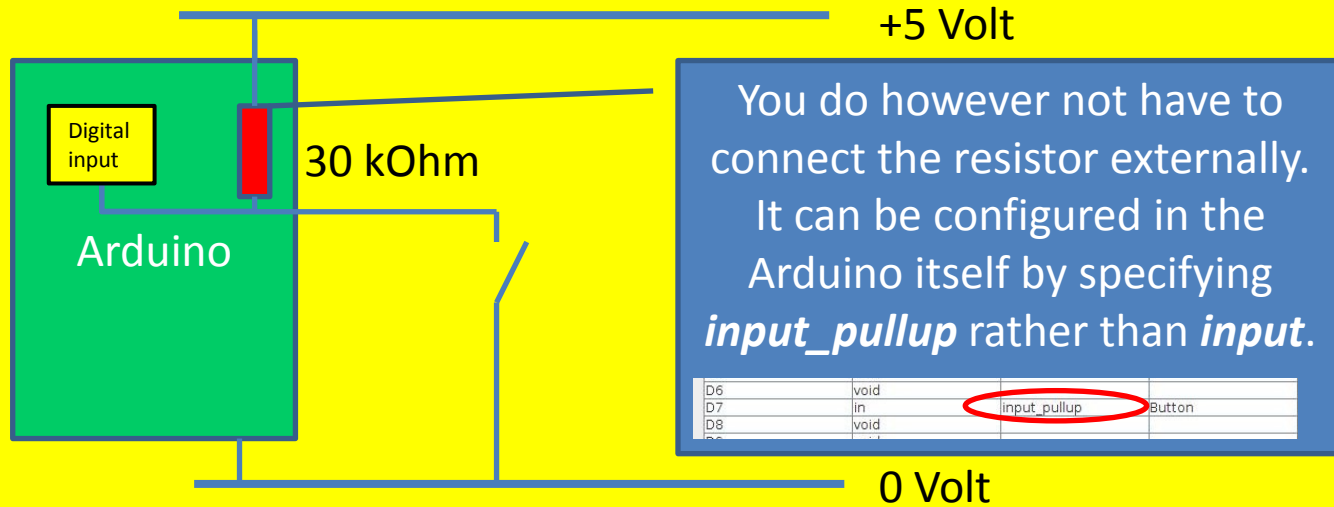 +5 Volt
Digital
input
30 kOhm
Arduino
You do however not have to
connect the resistor externally.
It can be configured in the
Arduino itself by specifying
input_pullup rather than input.
D6 void
D7 in input_pullup Button
D8 void
0 Volt